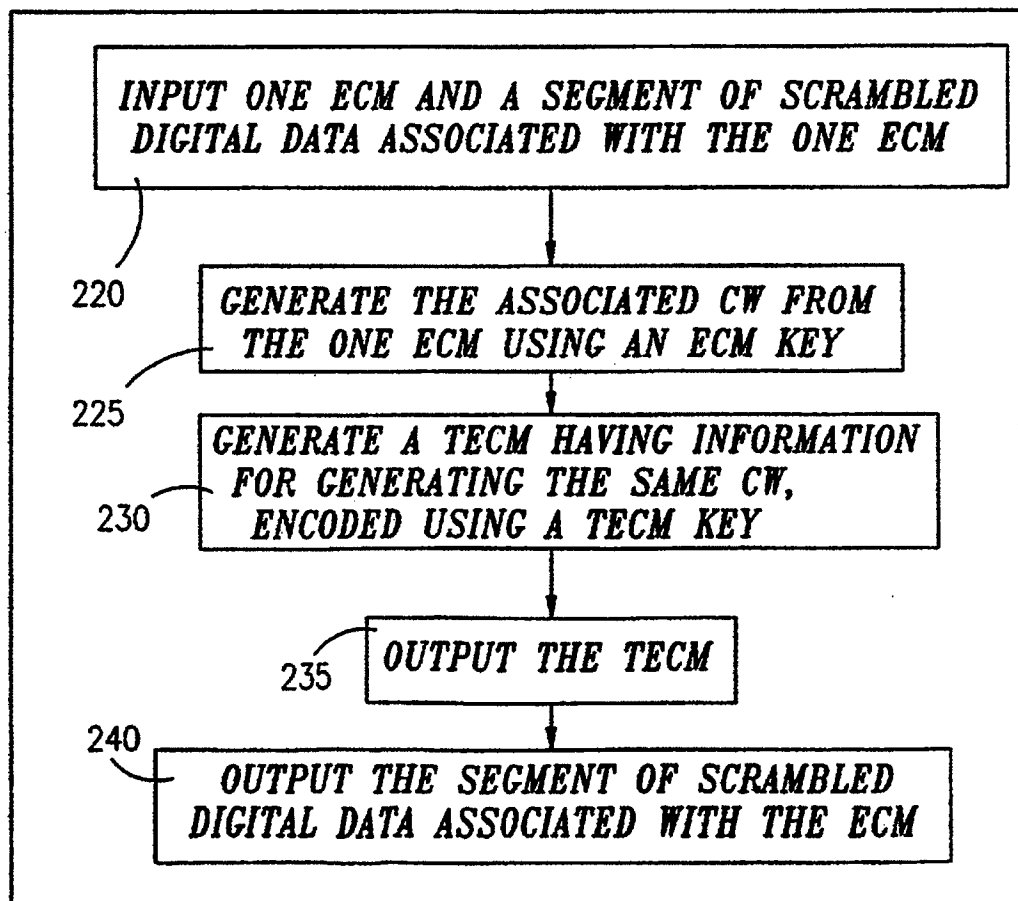 INPUT ONE ECM AND A SEGMENT OF SCRAMBLED
DIGITAL DATA ASSOCIATED WITH THE ONE ECM
220
GENERATE THE ASSOCIATED CW FROM
THE ONE ECM USING AN ECM KEY
225
GENERATE A TECM HAVING INFORMATION
FOR GENERATING THE SAME CW,
ENCODED USING A TECM KEY
230
OUTPUT THE TECM
235
240
OUTPUT THE SEGMENT OF SCRAMBLED
DIGITAL DATA ASSOCIATED WITH THE ECM